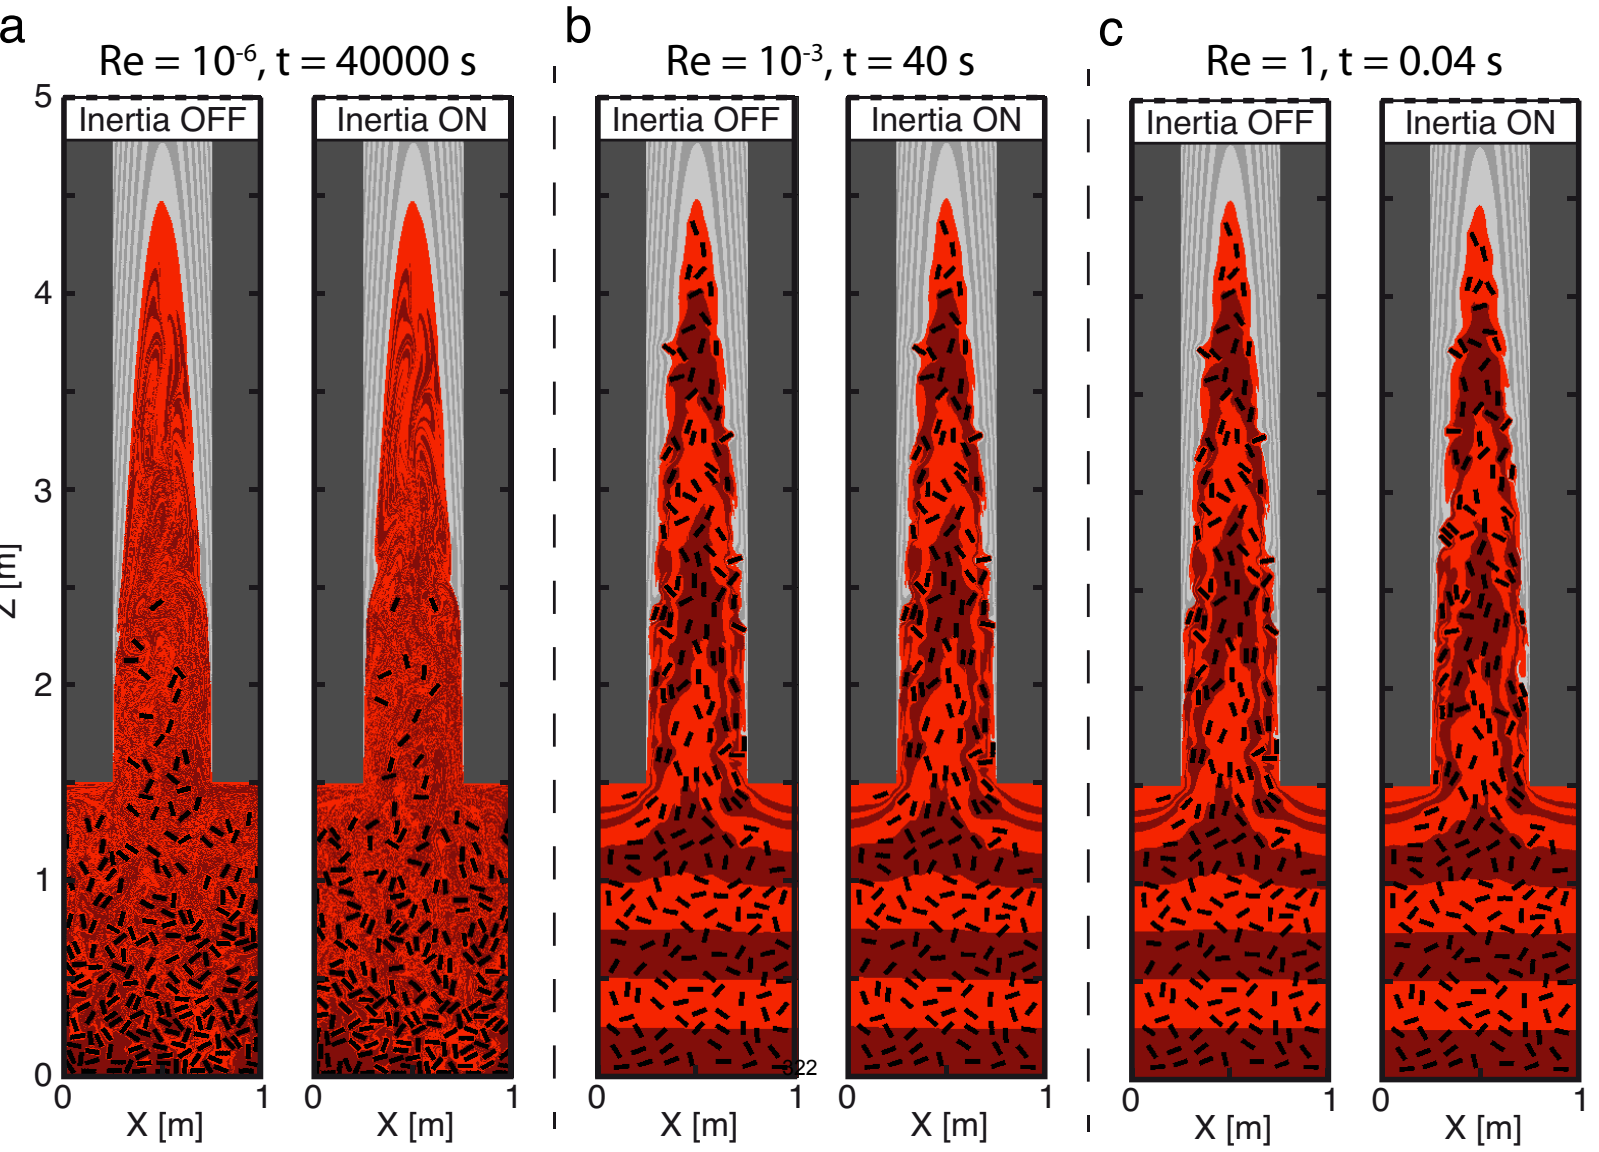 a
b
c
Re = 10⁻⁶, t = 40000 s
Re = 10⁻³, t = 40 s
Re = 1, t = 0.04 s
Inertia OFF
Inertia ON
Inertia OFF
Inertia ON
Inertia OFF
Inertia ON
5
4
3
2
1
0
Z [m]
322
0 1
0 1
0 1
0 1
0 1
0 1
X [m]
X [m]
X [m]
X [m]
X [m]
X [m]